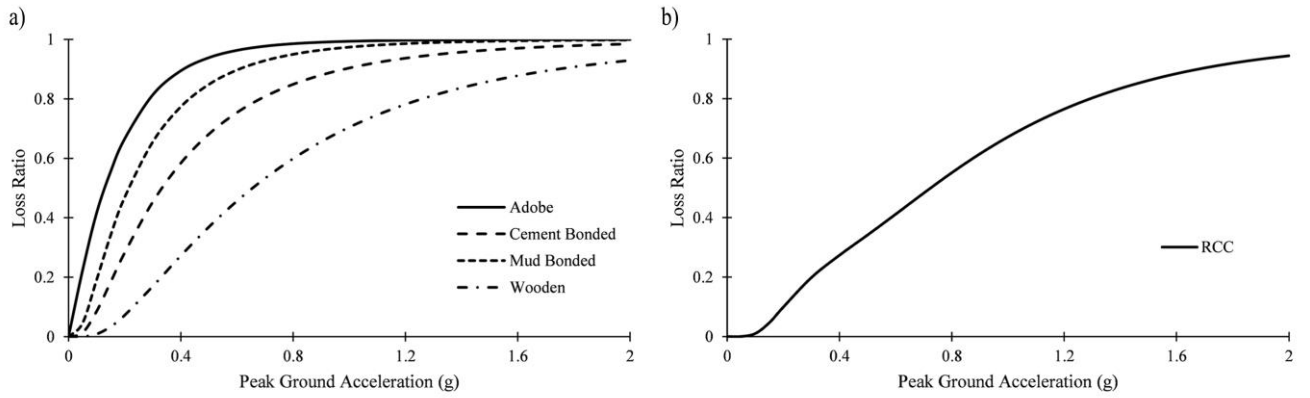 a)
1
0.8
0.6
0.4
0.2
0
Loss Ratio
Adobe
Cement Bonded
Mud Bonded
Wooden
0 0.4 0.8 1.2 1.6 2
Peak Ground Acceleration (g)
b)
1
0.8
0.6
0.4
0.2
0
Loss Ratio
RCC
0 0.4 0.8 1.2 1.6 2
Peak Ground Acceleration (g)